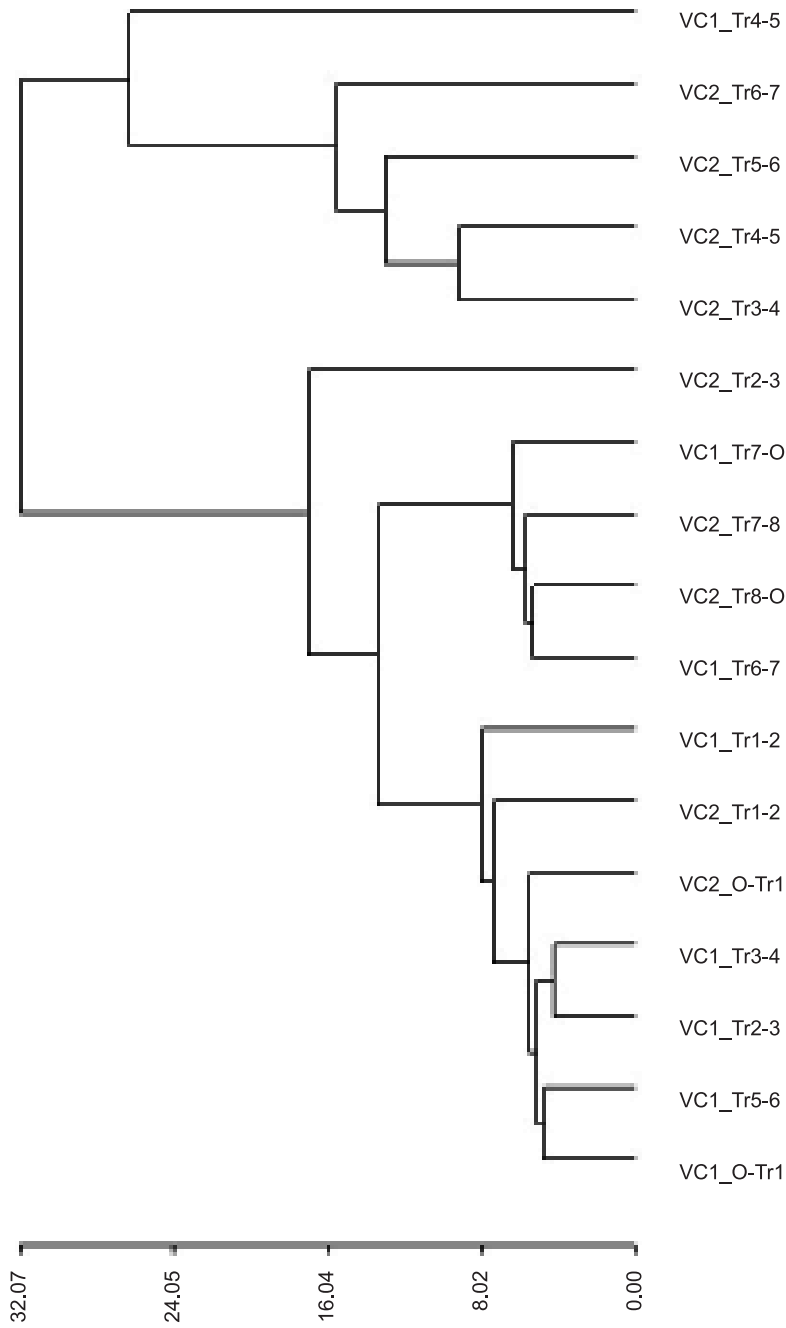 VC1_Tr4-5
VC2_Tr6-7
VC2_Tr5-6
VC2_Tr4-5
VC2_Tr3-4
VC2_Tr2-3
VC1_Tr7-O
VC2_Tr7-8
VC2_Tr8-O
VC1_Tr6-7
VC1_Tr1-2
VC2_Tr1-2
VC2_O-Tr1
VC1_Tr3-4
VC1_Tr2-3
VC1_Tr5-6
VC1_O-Tr1
32.07
24.05
16.04
8.02
0.00